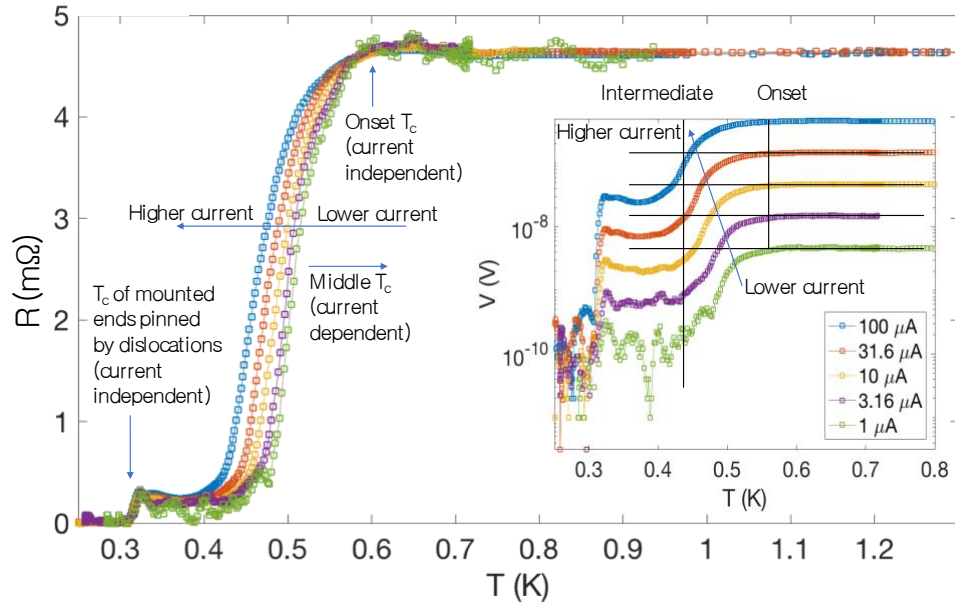 5
4
3
2
1
0
R (mΩ)
0.3
0.4
0.5
0.6
0.7
0.8
0.9
1
1.1
1.2
T (K)
Onset T_c
(current
independent)
Higher current
Lower current
Middle T_c
(current
dependent)
T_c of mounted
ends pinned
by dislocations
(current
independent)
Intermediate
Onset
Higher current
Lower current
10⁻⁸
10⁻¹⁰
V (V)
100 μA
31.6 μA
10 μA
3.16 μA
1 μA
0.3
0.4
0.5
0.6
0.7
0.8
T (K)